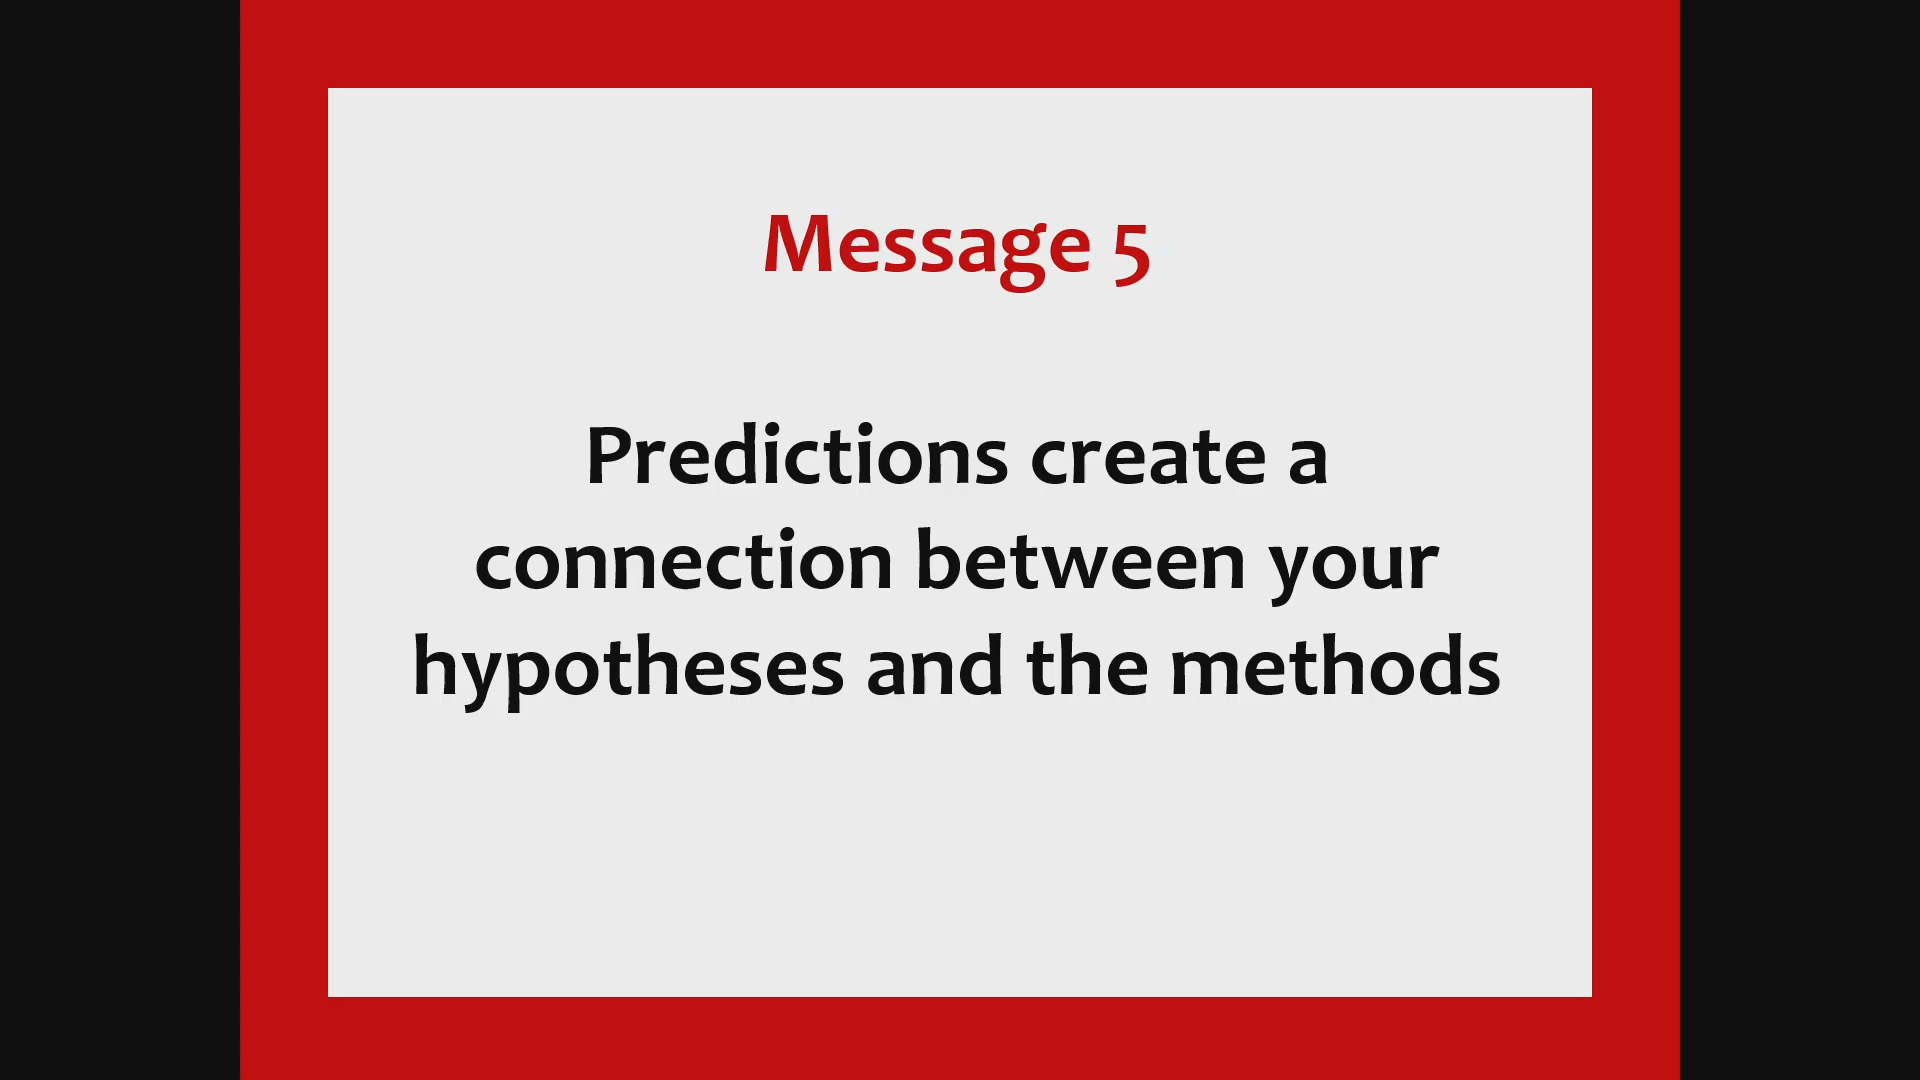 Message 5
Predictions create a
connection between your
hypotheses and the methods